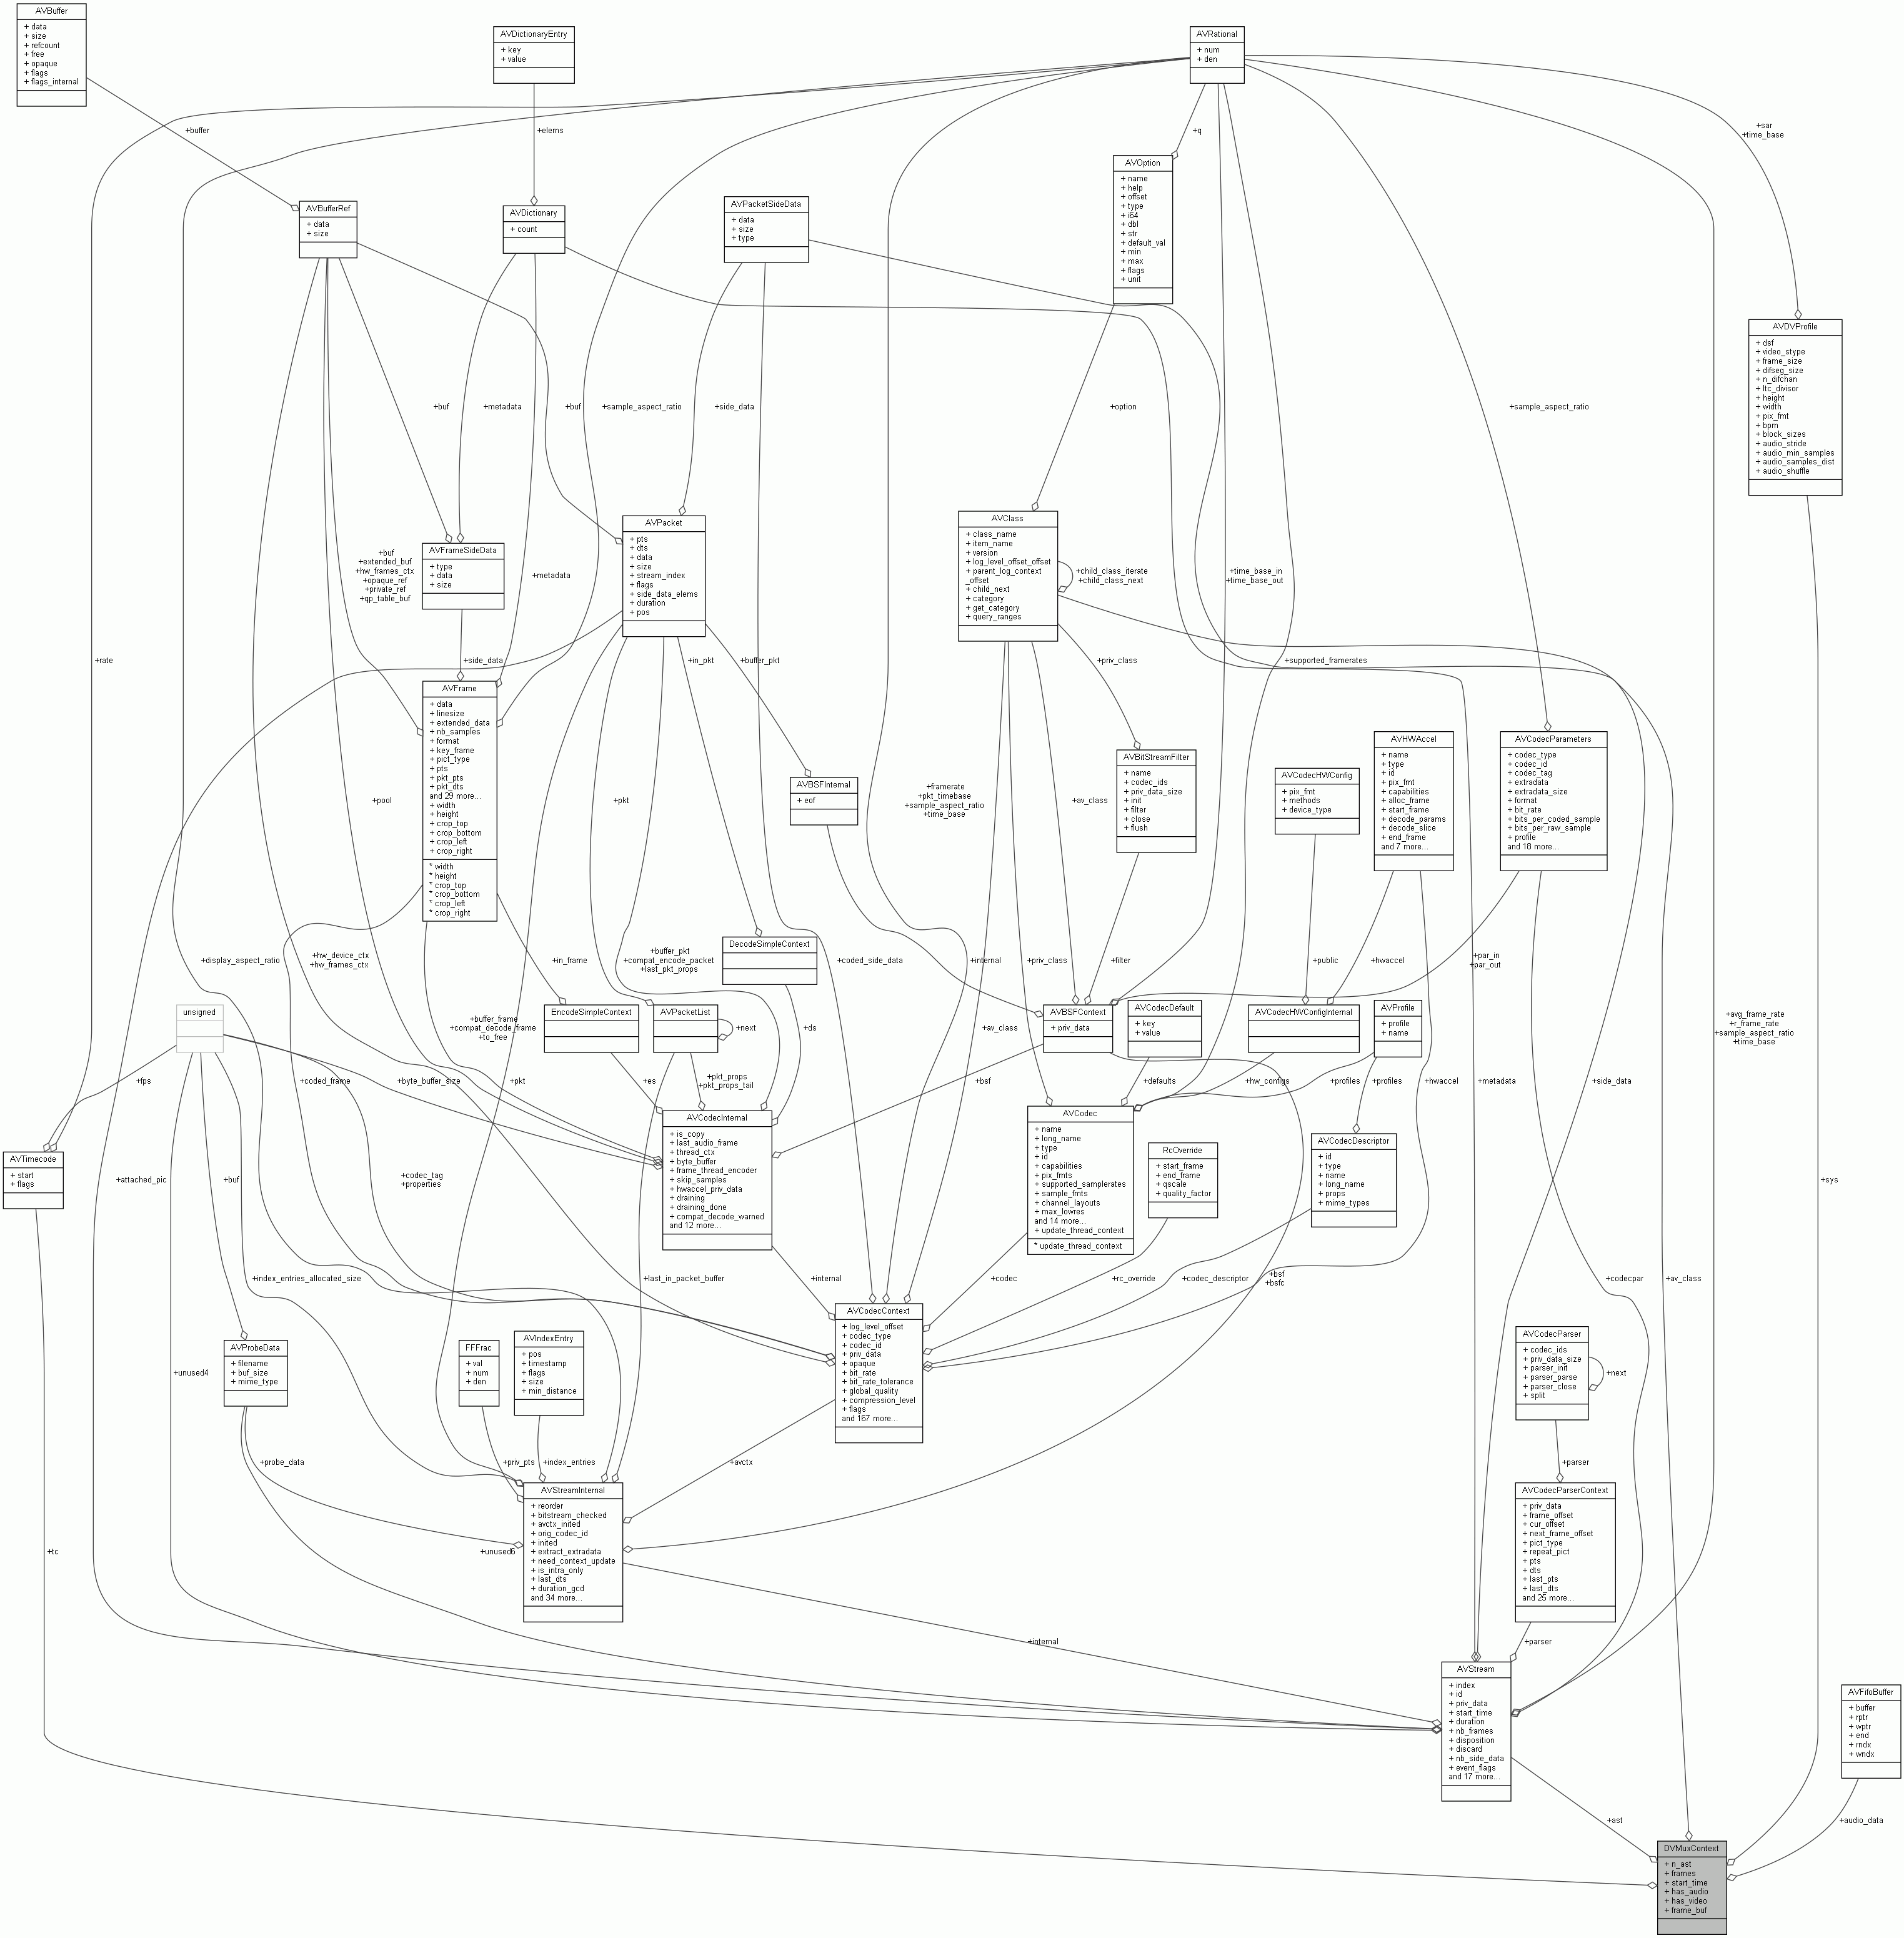 AVBuffer
+ data
+ size
+ refcount
+ free
+ opaque
+ flags
+ flags_internal
AVDictionaryEntry
+ key
+ value
AVRational
+ num
+ den
+buffer
+elems
+q
+sar
+time_base
AVOption
+ name
+ help
+ offset
+ type
+ i64
+ dbl
+ str
+ default_val
+ min
+ max
+ flags
+ unit
AVBufferRef
+ data
+ size
AVDictionary
+ count
AVPacketSideData
+ data
+ size
+ type
AVDVProfile
+ dsf
+ video_stype
+ frame_size
+ difseg_size
+ n_difchan
+ ltc_divisor
+ height
+ width
+ pix_fmt
+ bpm
+ block_sizes
+ audio_stride
+ audio_min_samples
+ audio_samples_dist
+ audio_shuffle
+buf
+metadata
+buf
+sample_aspect_ratio
+side_data
+option
+sample_aspect_ratio
AVPacket
+ pts
+ dts
+ data
+ size
+ stream_index
+ flags
+ side_data_elems
+ duration
+ pos
AVClass
+ class_name
+ item_name
+ version
+ log_level_offset_offset
+ parent_log_context
_offset
+ child_next
+ category
+ get_category
+ query_ranges
+child_class_iterate
+child_class_next
+time_base_in
+time_base_out
AVFrameSideData
+ type
+ data
+ size
+buf
+extended_buf
+hw_frames_ctx
+opaque_ref
+private_ref
+qp_table_buf
+metadata
+rate
+side_data
+in_pkt
+buffer_pkt
+priv_class
+supported_framerates
AVFrame
+ data
+ linesize
+ extended_data
+ nb_samples
+ format
+ key_frame
+ pict_type
+ pts
+ pkt_pts
+ pkt_dts
and 29 more...
+ width
+ height
+ crop_top
+ crop_bottom
+ crop_left
+ crop_right
* width
* height
* crop_top
* crop_bottom
* crop_left
* crop_right
+pool
+pkt
AVBSFInternal
+ eof
+framerate
+pkt_timebase
+sample_aspect_ratio
+time_base
+av_class
AVBitStreamFilter
+ name
+ codec_ids
+ priv_data_size
+ init
+ filter
+ close
+ flush
AVCodecHWConfig
+ pix_fmt
+ methods
+ device_type
AVHWAccel
+ name
+ type
+ id
+ pix_fmt
+ capabilities
+ alloc_frame
+ start_frame
+ decode_params
+ decode_slice
+ end_frame
and 7 more...
AVCodecParameters
+ codec_type
+ codec_id
+ codec_tag
+ extradata
+ extradata_size
+ format
+ bit_rate
+ bits_per_coded_sample
+ bits_per_raw_sample
+ profile
and 18 more...
+display_aspect_ratio
+hw_device_ctx
+hw_frames_ctx
+in_frame
+buffer_pkt
+compat_encode_packet
+last_pkt_props
DecodeSimpleContext
+coded_side_data
+internal
+priv_class
+filter
+public
+hwaccel
+par_in
+par_out
unsigned
+buffer_frame
+compat_decode_frame
+to_free
EncodeSimpleContext
AVPacketList
+next
+ds
+av_class
AVBSFContext
+ priv_data
AVCodecDefault
+ key
+ value
AVCodecHWConfigInternal
AVProfile
+ profile
+ name
+avg_frame_rate
+r_frame_rate
+sample_aspect_ratio
+time_base
+fps
+coded_frame
+byte_buffer_size
+pkt
+es
+pkt_props
+pkt_props_tail
+bsf
+defaults
+hw_configs
+profiles
+profiles
+hwaccel
+metadata
+side_data
AVTimecode
+ start
+ flags
+attached_pic
+buf
+codec_tag
+properties
AVCodecInternal
+ is_copy
+ last_audio_frame
+ thread_ctx
+ byte_buffer
+ frame_thread_encoder
+ skip_samples
+ hwaccel_priv_data
+ draining
+ draining_done
+ compat_decode_warned
and 12 more...
AVCodec
+ name
+ long_name
+ type
+ id
+ capabilities
+ pix_fmts
+ supported_samplerates
+ sample_fmts
+ channel_layouts
+ max_lowres
and 14 more...
+ update_thread_context
* update_thread_context
RcOverride
+ start_frame
+ end_frame
+ qscale
+ quality_factor
AVCodecDescriptor
+ id
+ type
+ name
+ long_name
+ props
+ mime_types
+sys
+index_entries_allocated_size
+last_in_packet_buffer
+internal
+codec
+rc_override
+codec_descriptor
+bsf
+bsfc
+codecpar
+av_class
AVCodecContext
+ log_level_offset
+ codec_type
+ codec_id
+ priv_data
+ opaque
+ bit_rate
+ bit_rate_tolerance
+ global_quality
+ compression_level
+ flags
and 167 more...
AVProbeData
+ filename
+ buf_size
+ mime_type
FFFrac
+ val
+ num
+ den
AVIndexEntry
+ pos
+ timestamp
+ flags
+ size
+ min_distance
AVCodecParser
+ codec_ids
+ priv_data_size
+ parser_init
+ parser_parse
+ parser_close
+ split
+next
+unused4
+probe_data
+priv_pts
+index_entries
+avctx
+parser
AVStreamInternal
+ reorder
+ bitstream_checked
+ avctx_inited
+ orig_codec_id
+ inited
+ extract_extradata
+ need_context_update
+ is_intra_only
+ last_dts
+ duration_gcd
and 34 more...
AVCodecParserContext
+ priv_data
+ frame_offset
+ cur_offset
+ next_frame_offset
+ pict_type
+ repeat_pict
+ pts
+ dts
+ last_pts
+ last_dts
and 25 more...
+tc
+unused6
+internal
+parser
AVStream
+ index
+ id
+ priv_data
+ start_time
+ duration
+ nb_frames
+ disposition
+ discard
+ nb_side_data
+ event_flags
and 17 more...
AVFifoBuffer
+ buffer
+ rptr
+ wptr
+ end
+ rndx
+ wndx
+ast
+audio_data
DVMuxContext
+ n_ast
+ frames
+ start_time
+ has_audio
+ has_video
+ frame_buf